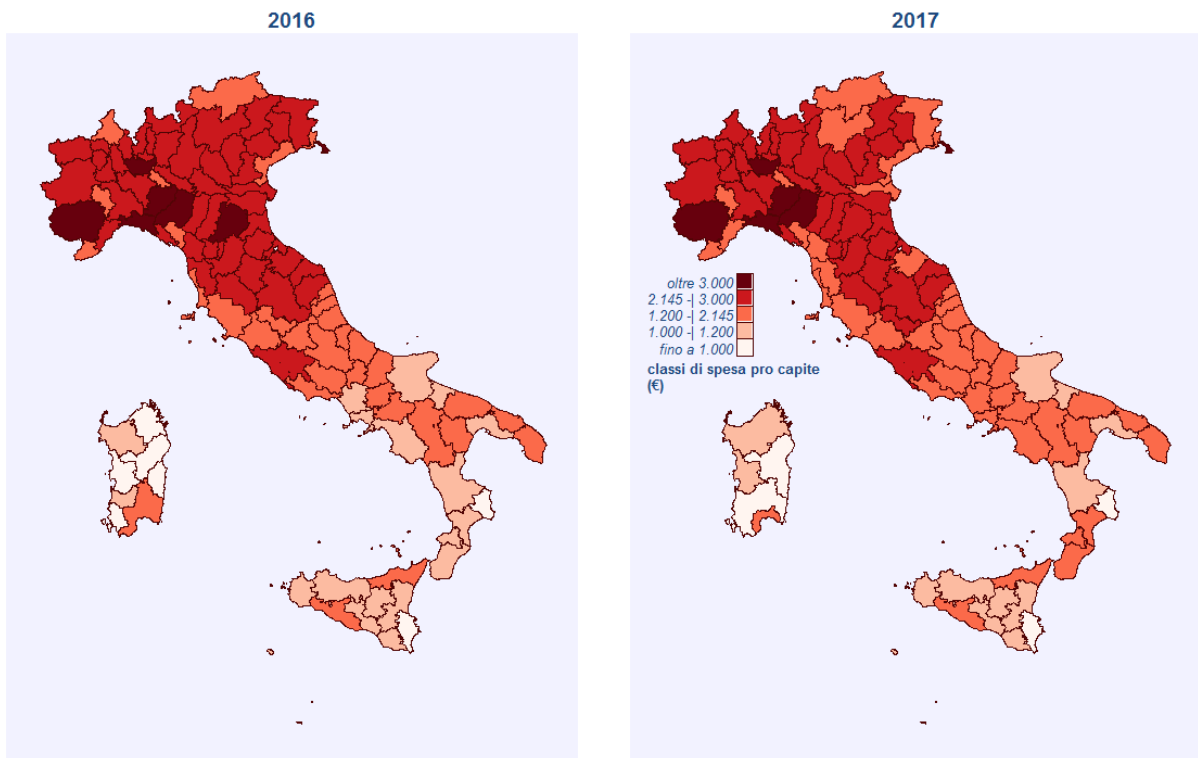 2016
2017
oltre 3.000
2.145 -| 3.000
1.200 -| 2.145
1.000 -| 1.200
fino a 1.000
classi di spesa pro capite
(€)